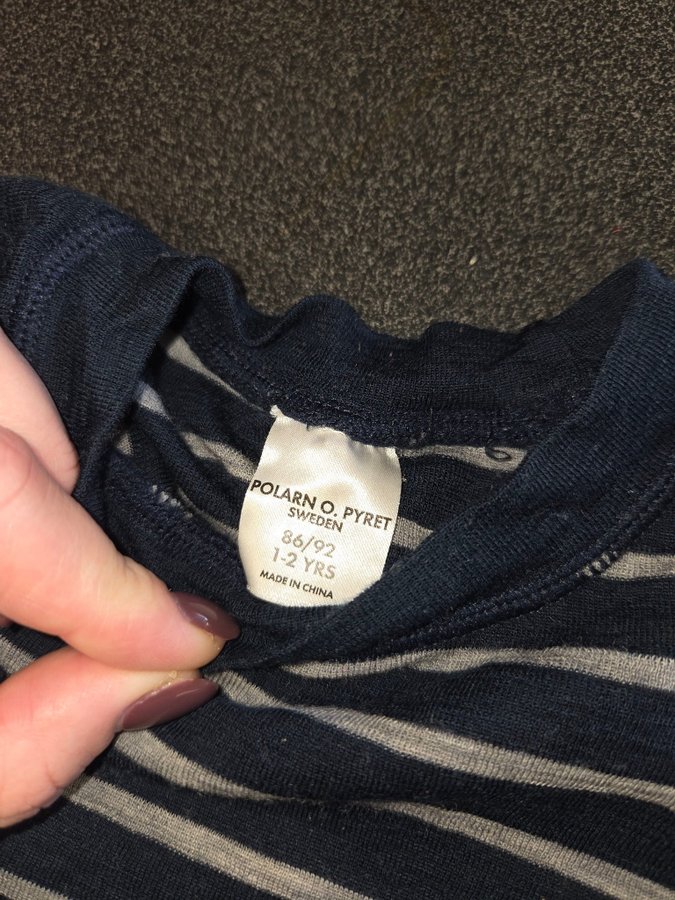 POLARN O. PYRET
SWEDEN
86/92
1-2 YRS
MADE IN CHINA